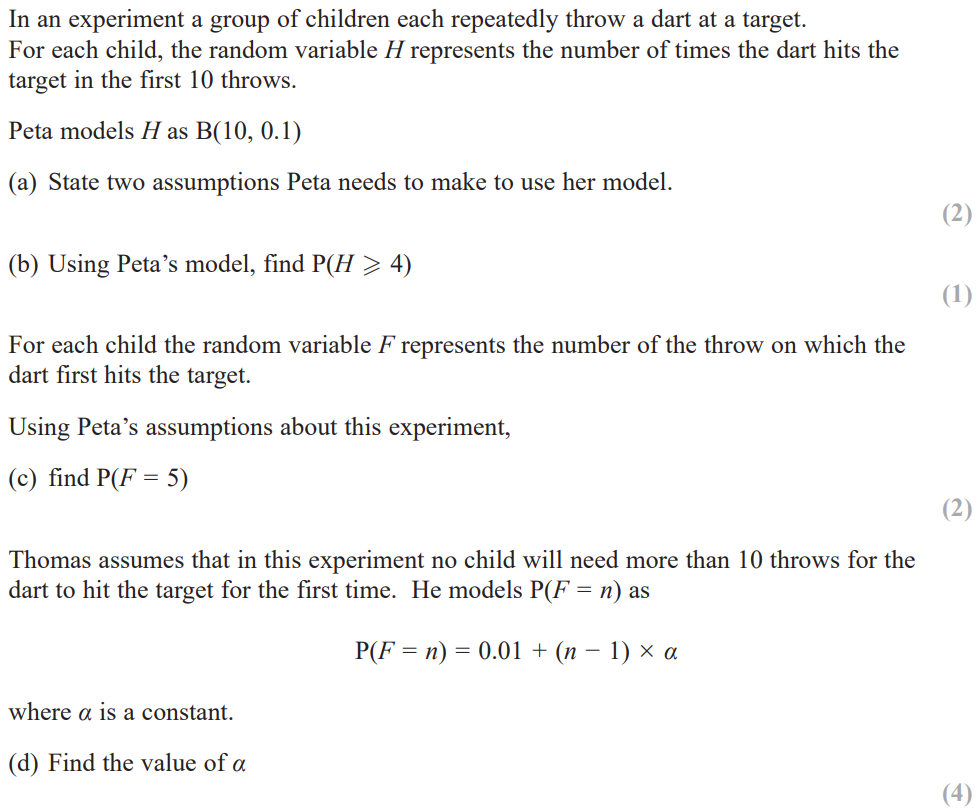 In an experiment a group of children each repeatedly throw a dart at a target.
For each child, the random variable H represents the number of times the dart hits the
target in the first 10 throws.
Peta models H as B(10, 0.1)
(a) State two assumptions Peta needs to make to use her model.
(2)
(b) Using Peta’s model, find P(H ⩾ 4)
(1)
For each child the random variable F represents the number of the throw on which the
dart first hits the target.
Using Peta’s assumptions about this experiment,
(c) find P(F = 5)
(2)
Thomas assumes that in this experiment no child will need more than 10 throws for the
dart to hit the target for the first time. He models P(F = n) as
P(F = n) = 0.01 + (n − 1) × α
where α is a constant.
(d) Find the value of α
(4)